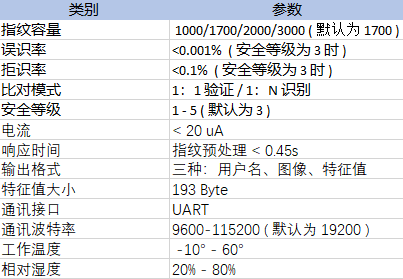 类别 参数
指纹容量 1000/1700/2000/3000 ( 默认为 1700 )
误识率 <0.001% ( 安全等级为 3 时 )
拒识率 <0.1% ( 安全等级为 3 时 )
比对模式 1：1 验证 / 1：N 识别
安全等级 1 - 5 ( 默认为 3 )
电流 < 20 uA
响应时间 指纹预处理 < 0.45s
输出格式 三种：用户名、图像、特征值
特征值大小 193 Byte
通讯接口 UART
通讯波特率 9600-115200 ( 默认为 19200 )
工作温度 -10° - 60°
相对湿度 20% - 80%